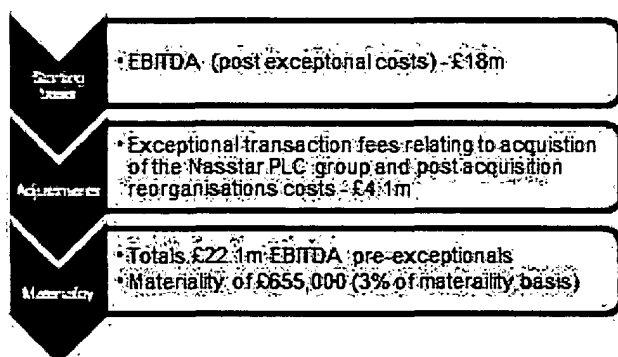 Starting basis
• EBITDA (post exceptional costs) - £18m
Adjustments
• Exceptional transaction fees relating to acquistion
of the Nasstar PLC group and post acquisition
reorganisations costs - £4.1m
Materiality
• Totals £22.1m EBITDA pre-exceptionals
• Materiality of £655,000 (3% of materaility basis)